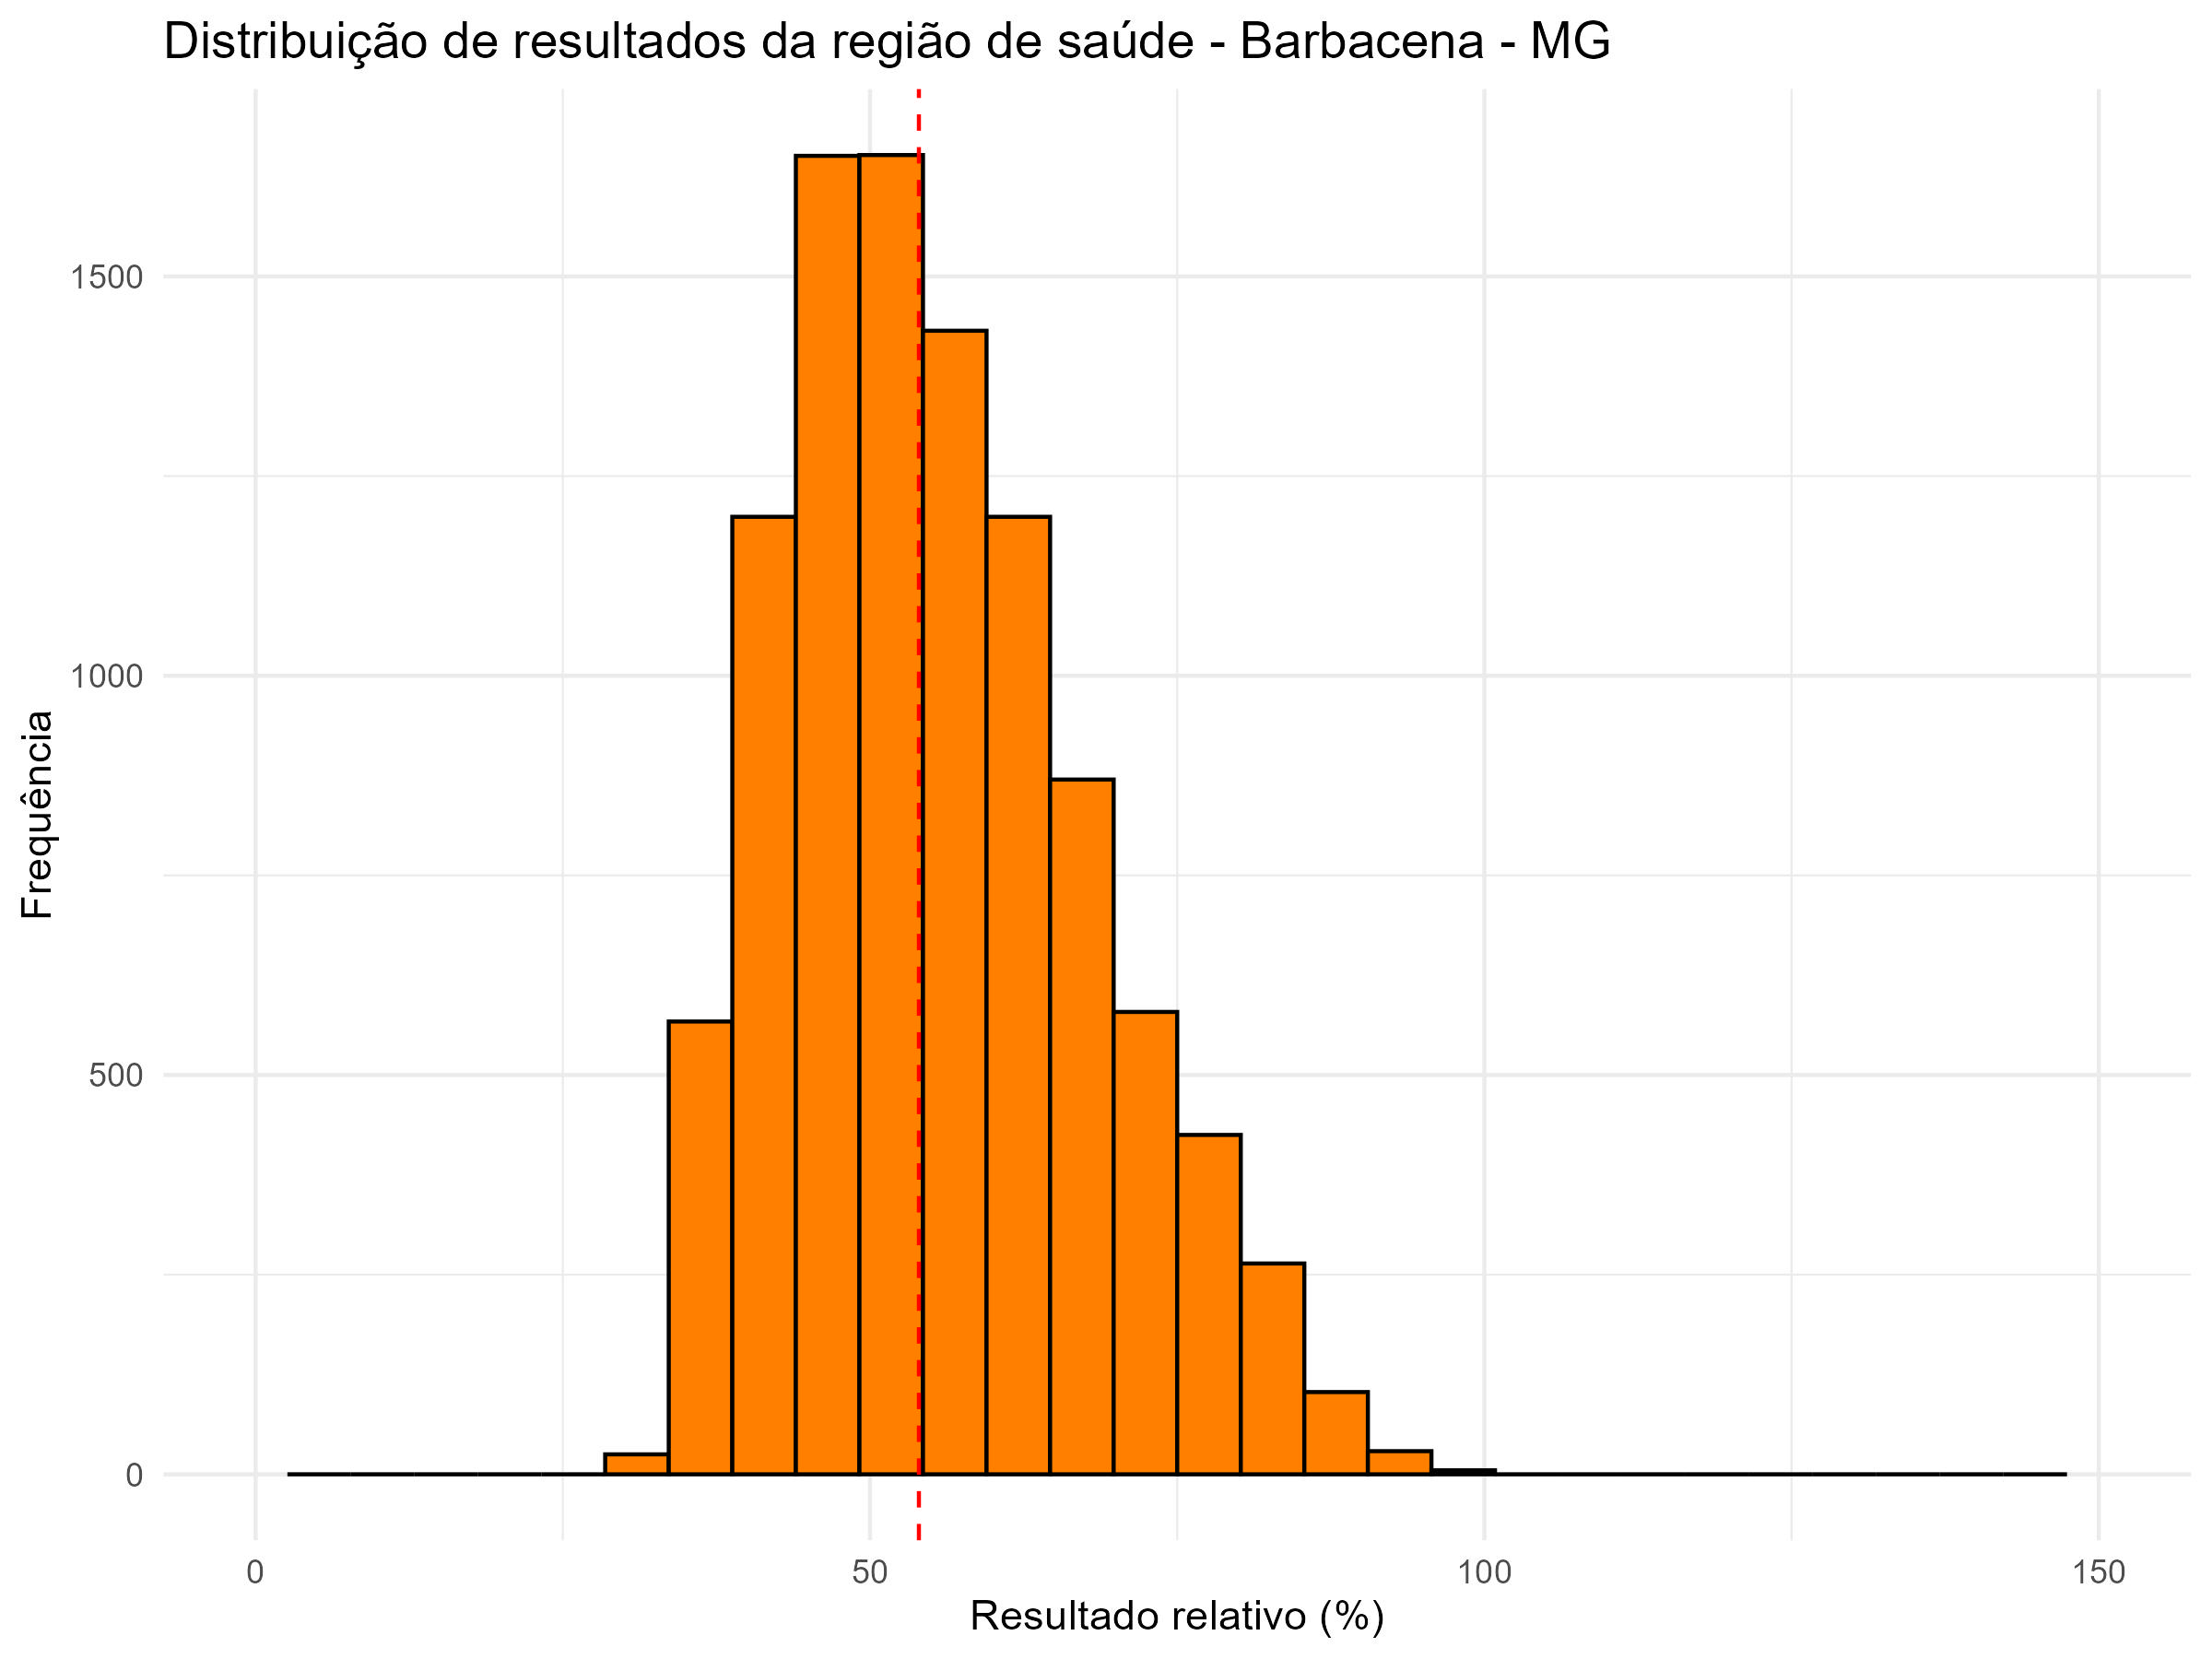 Distribuição de resultados da região de saúde - Barbacena - MG
1500
1000
500
0
Frequência
0 50 100 150
Resultado relativo (%)